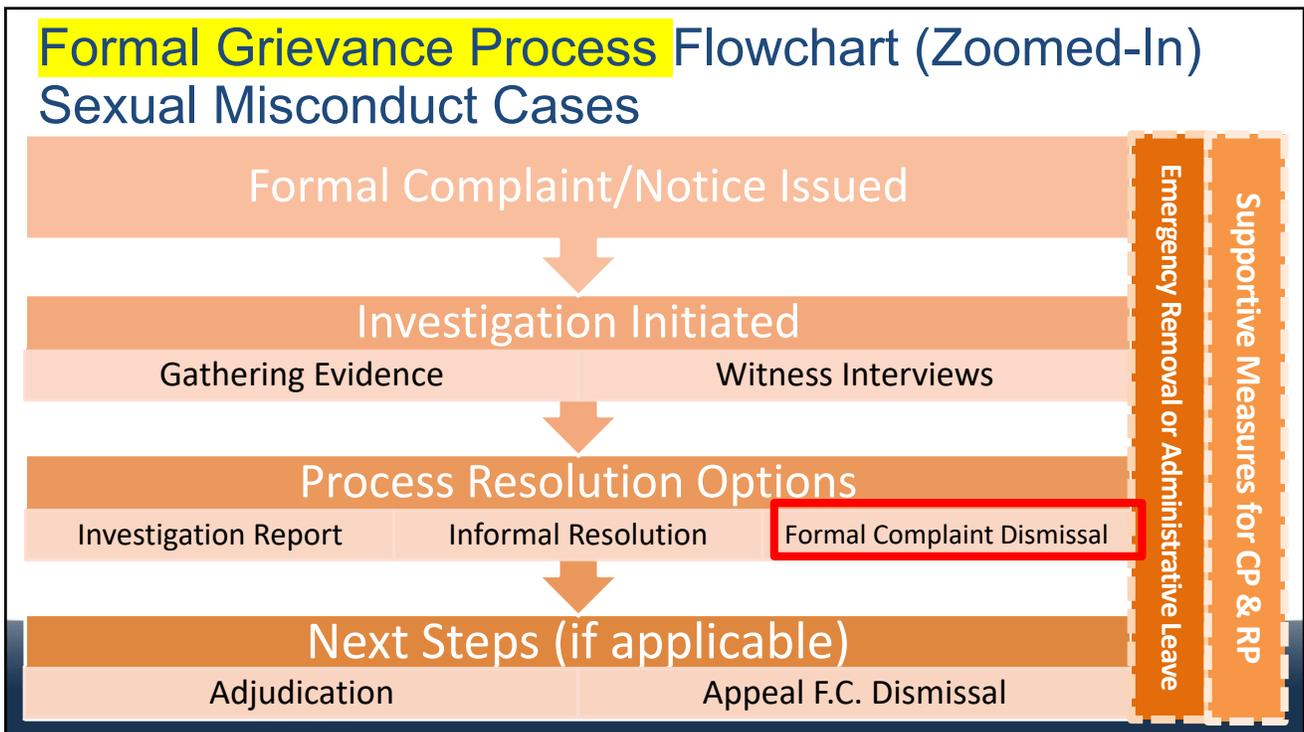 Formal Grievance Process Flowchart (Zoomed-In)
Sexual Misconduct Cases
Formal Complaint/Notice Issued
Investigation Initiated
Gathering Evidence
Witness Interviews
Process Resolution Options
Investigation Report
Informal Resolution
Formal Complaint Dismissal
Next Steps (if applicable)
Adjudication
Appeal F.C. Dismissal
Emergency Removal or Administrative Leave
Supportive Measures for CP & RP